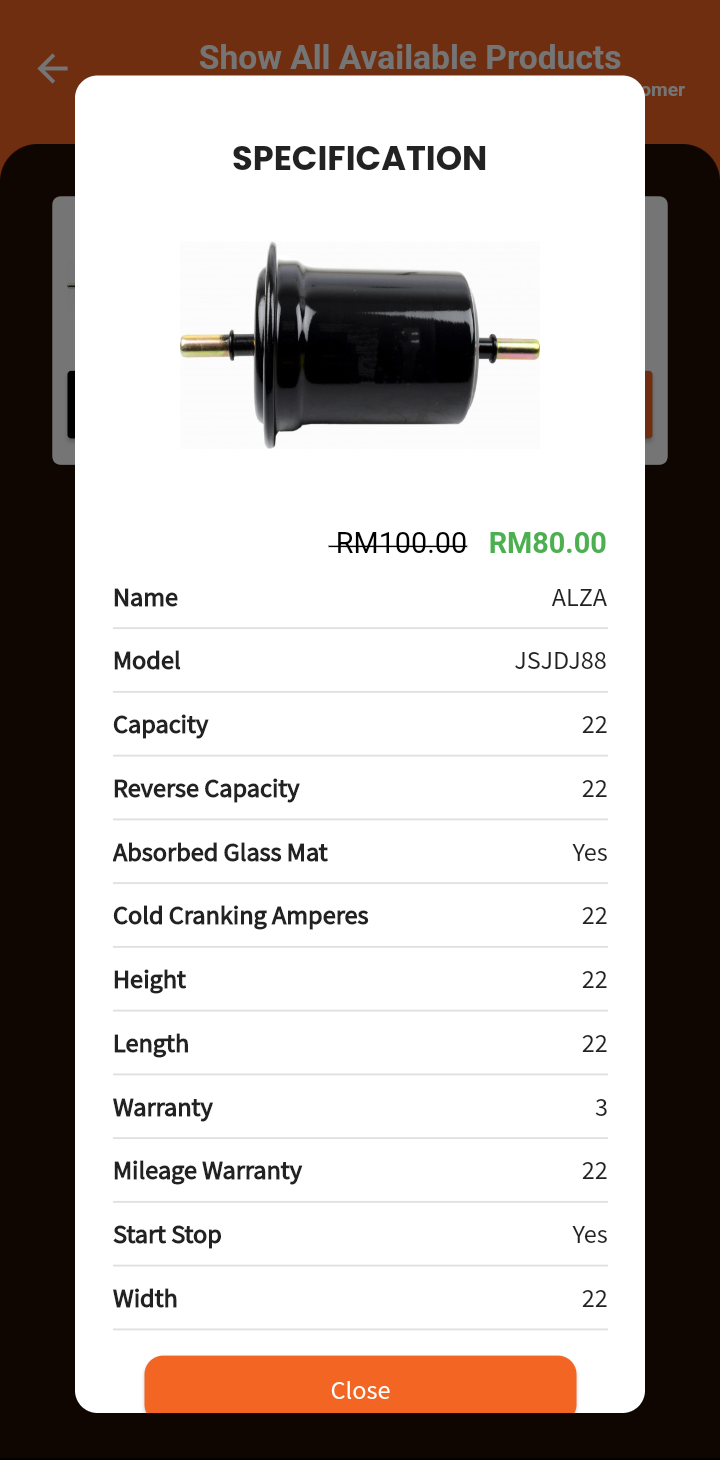 Show All Available Products
omer
SPECIFICATION
RM100.00 RM80.00
Name ALZA
Model JSJDJ88
Capacity 22
Reverse Capacity 22
Absorbed Glass Mat Yes
Cold Cranking Amperes 22
Height 22
Length 22
Warranty 3
Mileage Warranty 22
Start Stop Yes
Width 22
Close